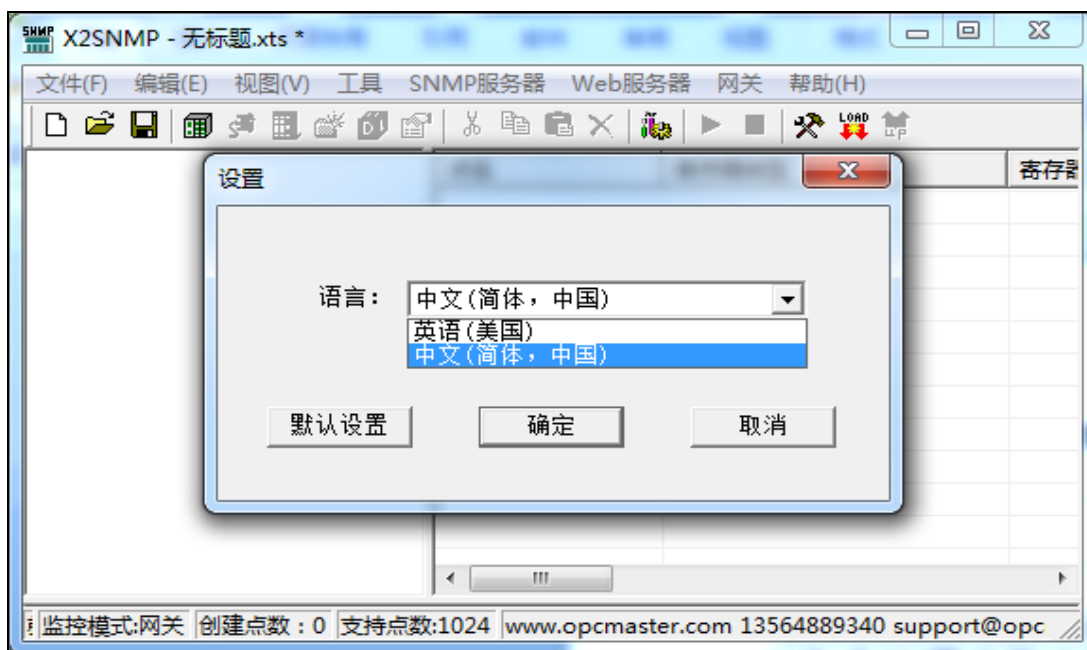 SNMP X2SNMP - 无标题.xts *
文件(F) 编辑(E) 视图(V) 工具 SNMP服务器 Web服务器 网关 帮助(H)
LOAD
设置
寄存器
语言：
中文(简体，中国)
英语(美国)
中文(简体，中国)
默认设置 确定 取消
监控模式:网关 创建点数：0 支持点数:1024 www.opcmaster.com 13564889340 support@opc